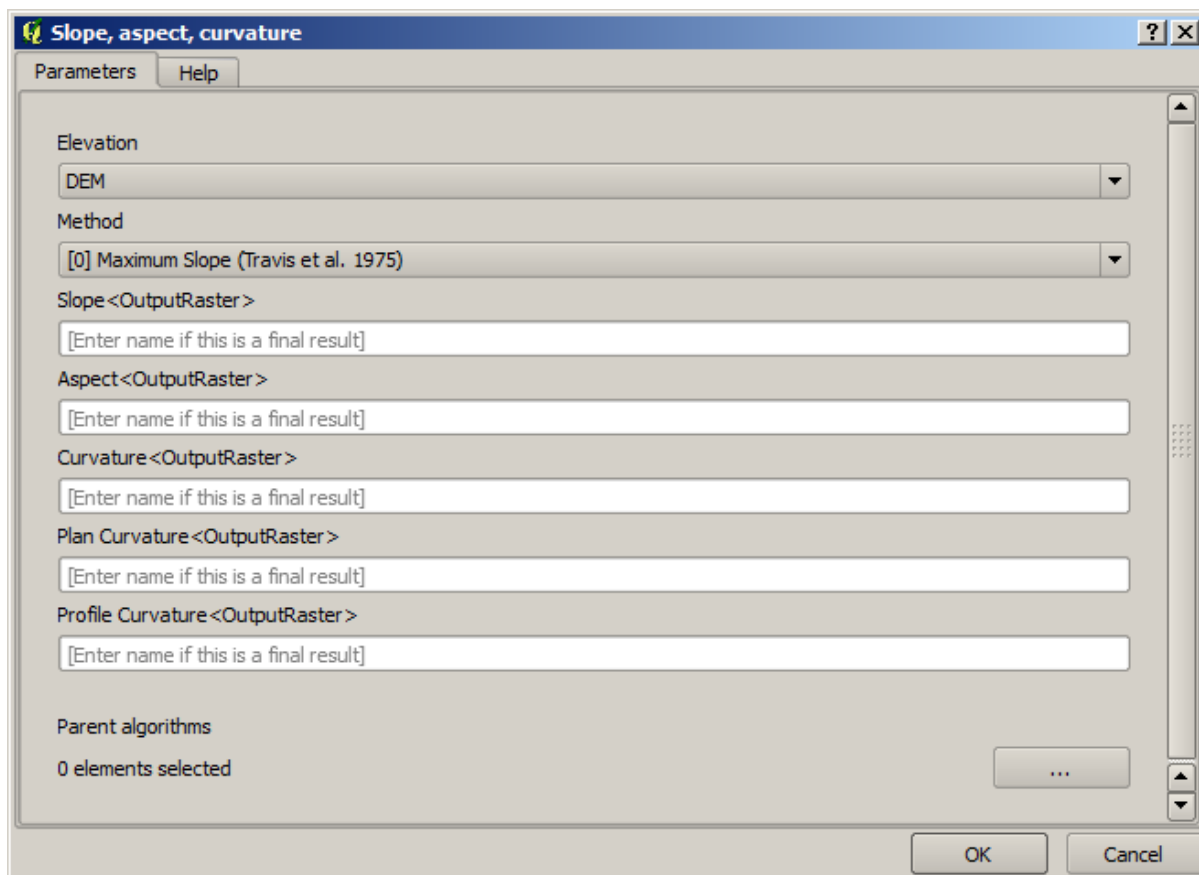 Slope, aspect, curvature
Parameters Help
Elevation
DEM
Method
[0] Maximum Slope (Travis et al. 1975)
Slope<OutputRaster>
[Enter name if this is a final result]
Aspect<OutputRaster>
[Enter name if this is a final result]
Curvature<OutputRaster>
[Enter name if this is a final result]
Plan Curvature<OutputRaster>
[Enter name if this is a final result]
Profile Curvature<OutputRaster>
[Enter name if this is a final result]
Parent algorithms
0 elements selected ...
OK Cancel